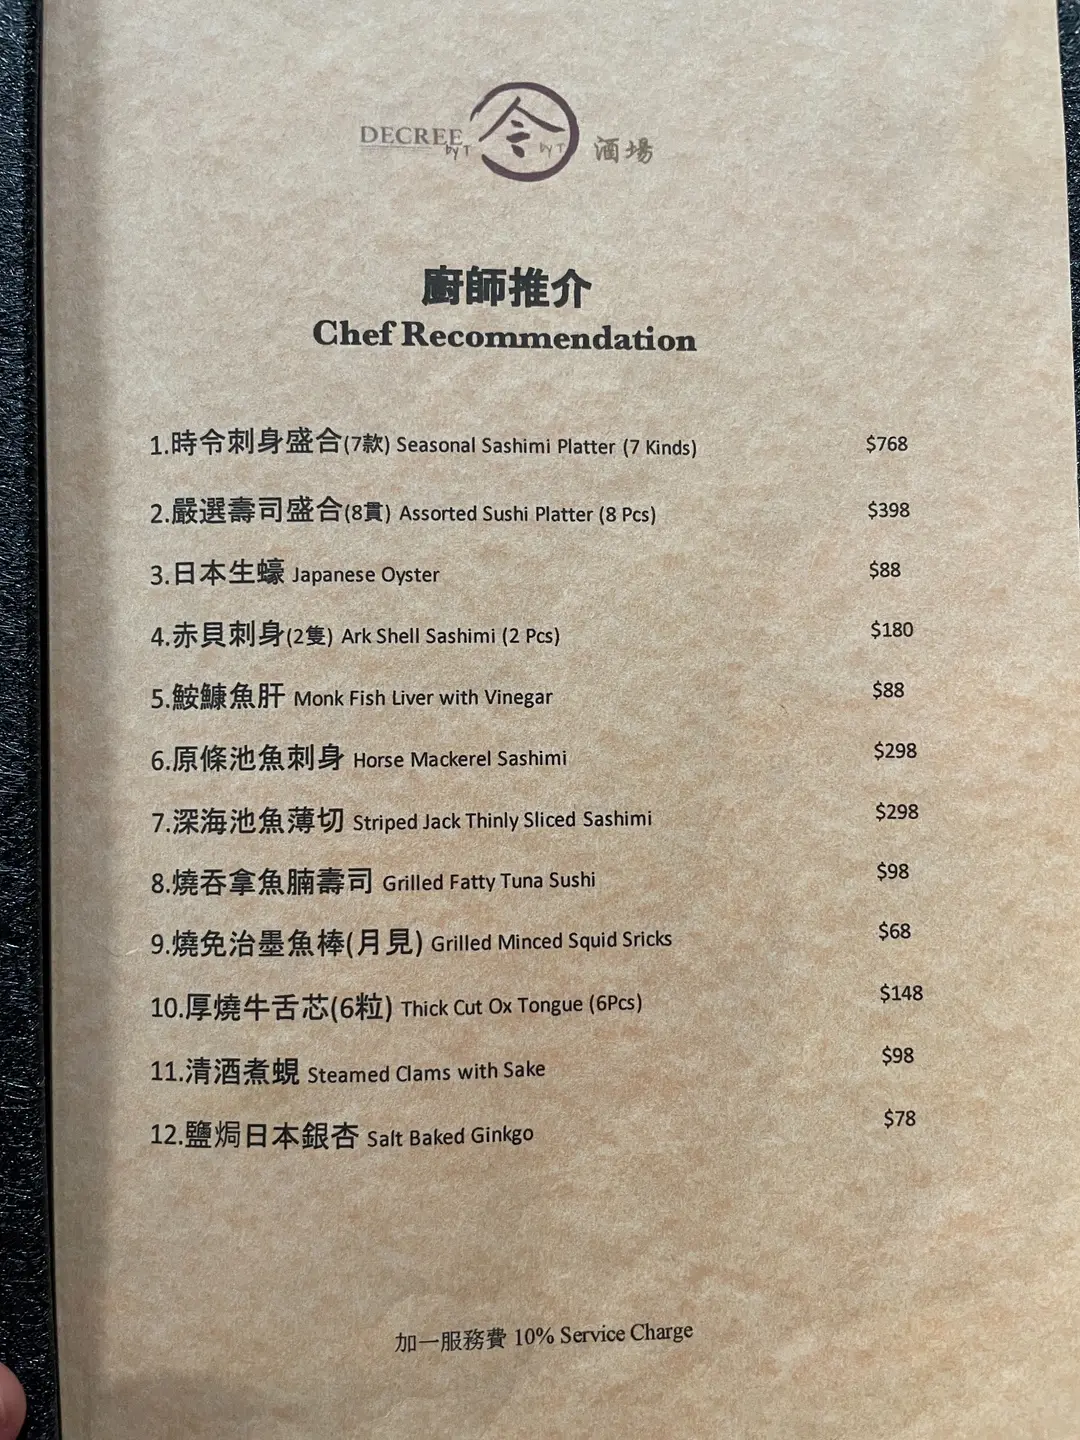 DECREE
by T
令
by T
酒場
廚師推介
Chef Recommendation
1.時令刺身盛合(7款) Seasonal Sashimi Platter (7 Kinds) $768
2.嚴選壽司盛合(8貫) Assorted Sushi Platter (8 Pcs) $398
3.日本生蠔 Japanese Oyster $88
4.赤貝刺身(2隻) Ark Shell Sashimi (2 Pcs) $180
5.鮟鱇魚肝 Monk Fish Liver with Vinegar $88
6.原條池魚刺身 Horse Mackerel Sashimi $298
7.深海池魚薄切 Striped Jack Thinly Sliced Sashimi $298
8.燒吞拿魚腩壽司 Grilled Fatty Tuna Sushi $98
9.燒免治墨魚棒(月見) Grilled Minced Squid Sricks $68
10.厚燒牛舌芯(6粒) Thick Cut Ox Tongue (6Pcs) $148
11.清酒煮蜆 Steamed Clams with Sake $98
12.鹽焗日本銀杏 Salt Baked Ginkgo $78
加一服務費 10% Service Charge